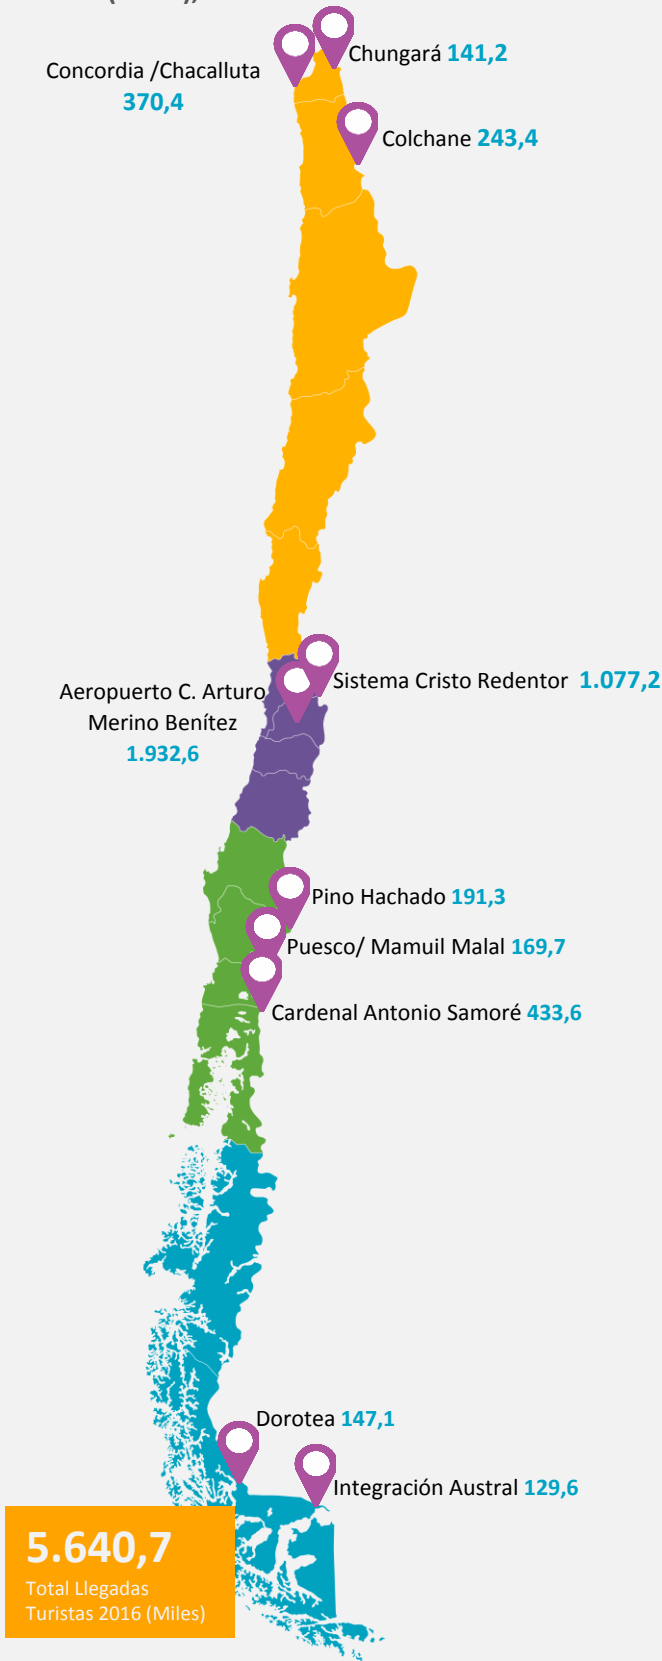 Chungará 141,2
Concordia /Chacalluta
370,4
Colchane 243,4
Sistema Cristo Redentor 1.077,2
Aeropuerto C. Arturo
Merino Benítez
1.932,6
Pino Hachado 191,3
Puesco/ Mamuil Malal 169,7
Cardenal Antonio Samoré 433,6
Dorotea 147,1
Integración Austral 129,6
5.640,7
Total Llegadas
Turistas 2016 (Miles)